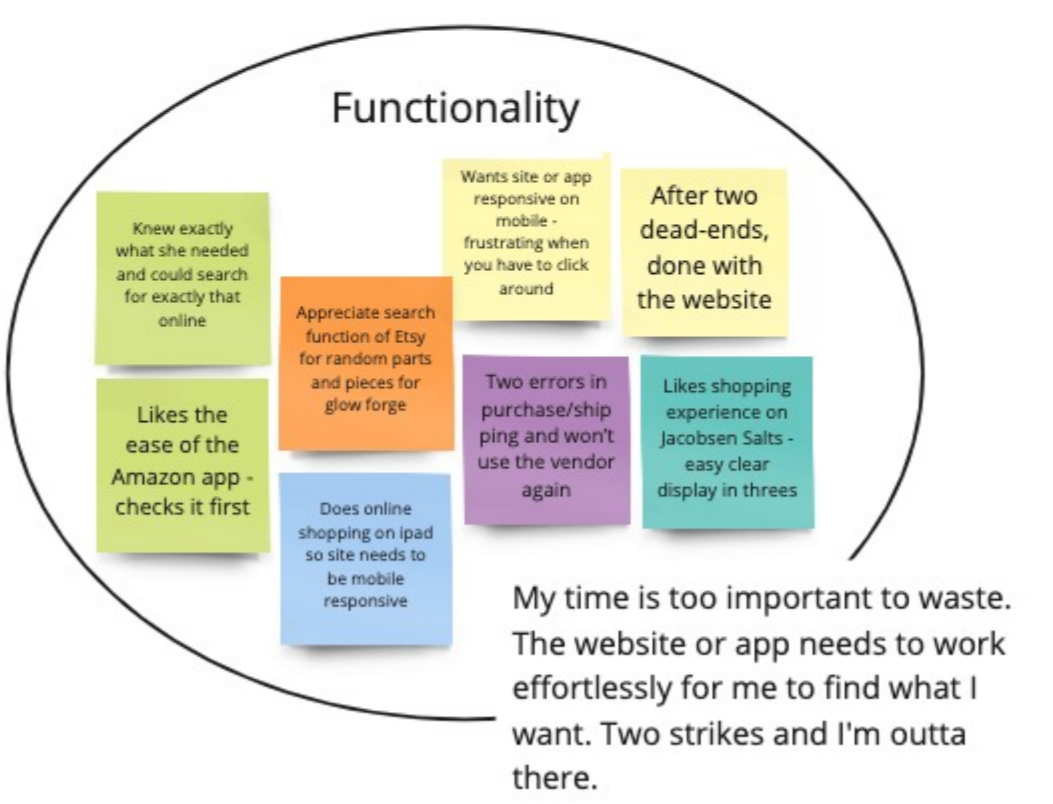 Functionality
Knew exactly
what she needed
and could search
for exactly that
online
Likes the
ease of the
Amazon app -
checks it first
Appreciate search
function of Etsy
for random parts
and pieces for
glow forge
Does online
shopping on ipad
so site needs to
be mobile
responsive
Wants site or app
responsive on
mobile -
frustrating when
you have to click
around
After two
dead-ends,
done with
the website
Two errors in
purchase/ship
ping and won't
use the vendor
again
Likes shopping
experience on
Jacobsen Salts -
easy clear
display in threes
My time is too important to waste.
The website or app needs to work
effortlessly for me to find what I
want. Two strikes and I'm outta
there.